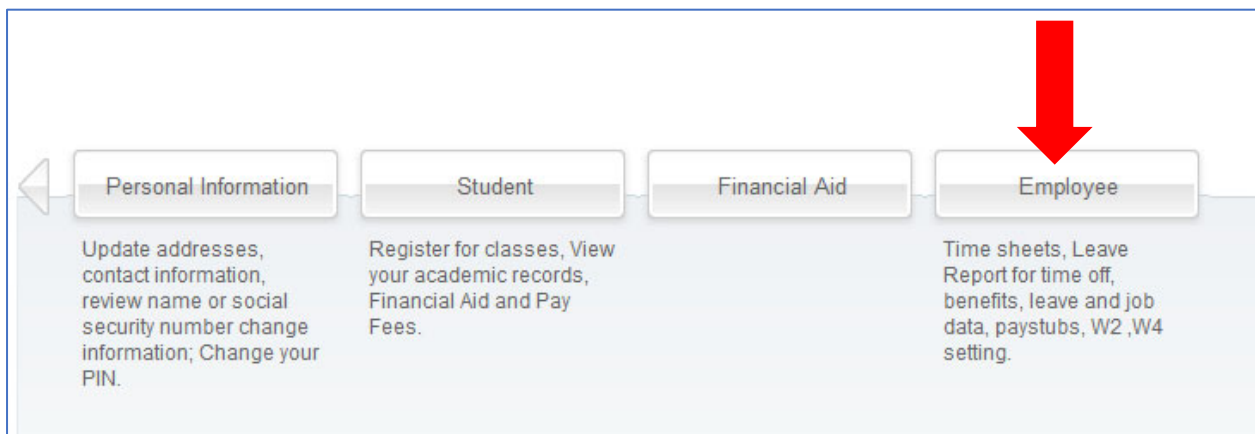 Personal Information
Student
Financial Aid
Employee
Update addresses,
contact information,
review name or social
security number change
information; Change your
PIN.
Register for classes, View
your academic records,
Financial Aid and Pay
Fees.
Time sheets, Leave
Report for time off,
benefits, leave and job
data, paystubs, W2 ,W4
setting.